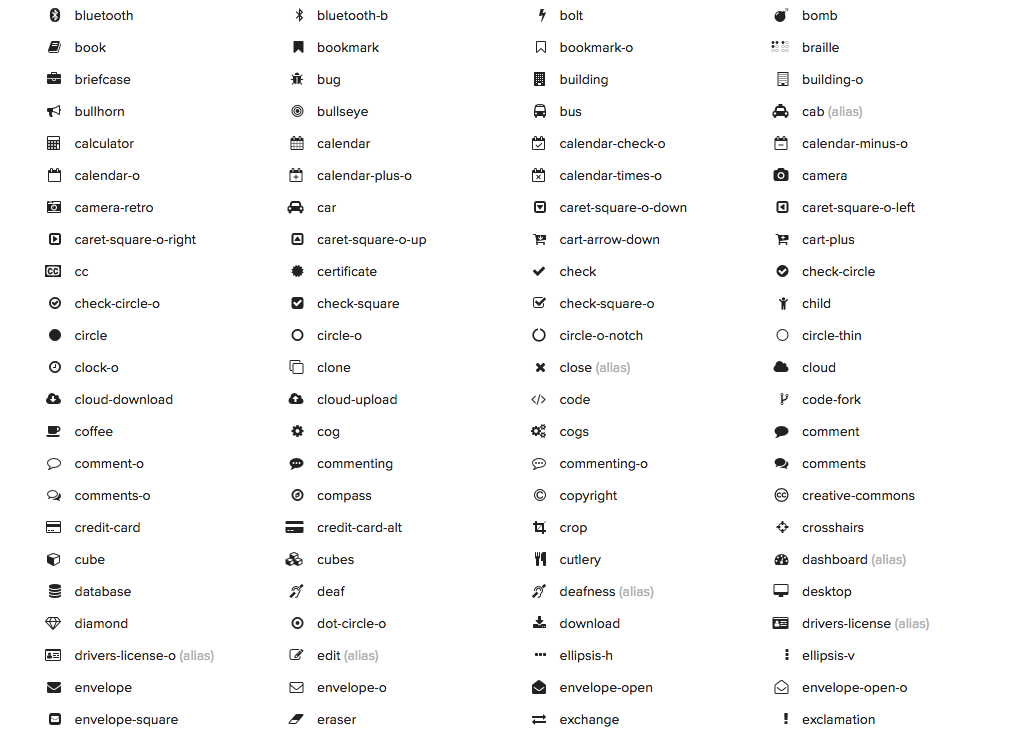 bluetooth bluetooth-b bolt bomb
book bookmark bookmark-o braille
briefcase bug building building-o
bullhorn bullseye bus cab (alias)
calculator calendar calendar-check-o calendar-minus-o
calendar-o calendar-plus-o calendar-times-o camera
camera-retro car caret-square-o-down caret-square-o-left
caret-square-o-right caret-square-o-up cart-arrow-down cart-plus
cc certificate check check-circle
check-circle-o check-square check-square-o child
circle circle-o circle-o-notch circle-thin
clock-o clone close (alias) cloud
cloud-download cloud-upload code code-fork
coffee cog cogs comment
comment-o commenting commenting-o comments
comments-o compass copyright creative-commons
credit-card credit-card-alt crop crosshairs
cube cubes cutlery dashboard (alias)
database deaf deafness (alias) desktop
diamond dot-circle-o download drivers-license (alias)
drivers-license-o (alias) edit (alias) ellipsis-h ellipsis-v
envelope envelope-o envelope-open envelope-open-o
envelope-square eraser exchange exclamation